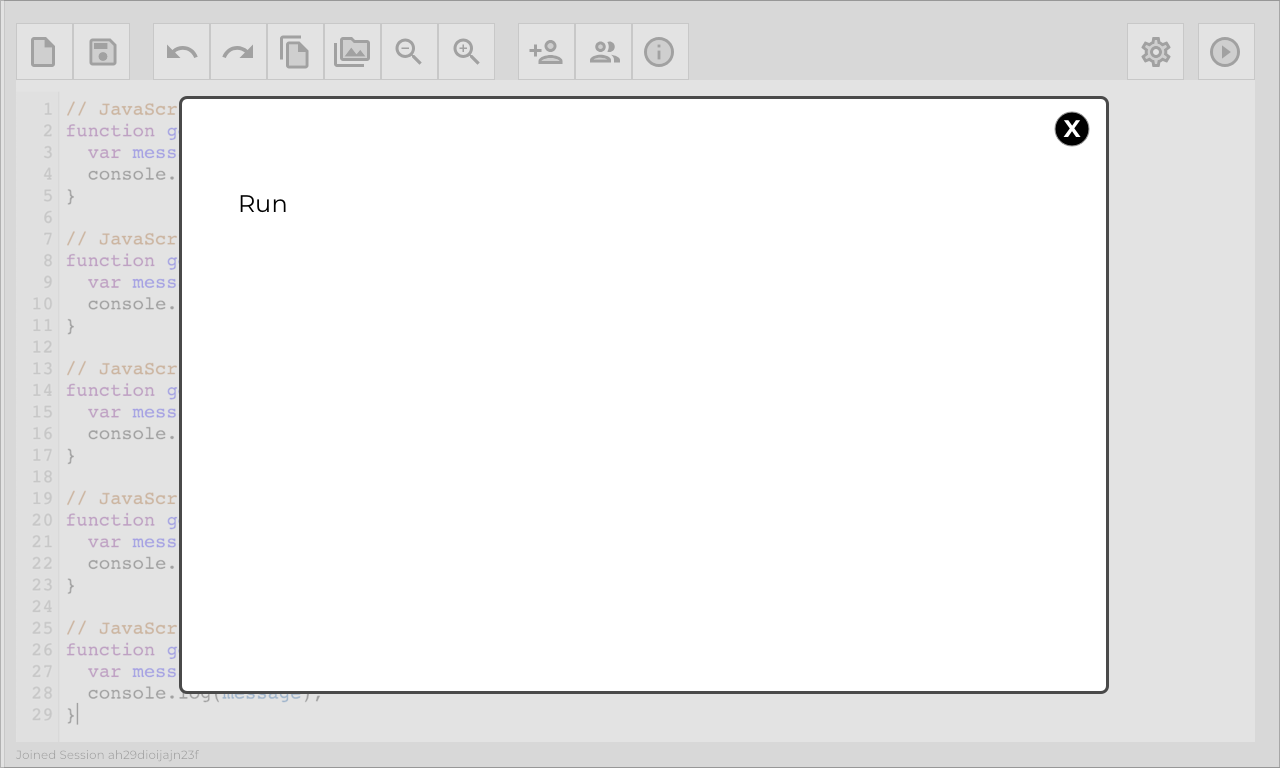 X
Run
1 // JavaScr
2 function g
3 var mess
4 console.
5 }
6
7 // JavaScr
8 function g
9 var mess
10 console.
11 }
12
13 // JavaScr
14 function g
15 var mess
16 console.
17 }
18
19 // JavaScr
20 function g
21 var mess
22 console.
23 }
24
25 // JavaScr
26 function g
27 var mess
28 console.log(message);
29 }
Joined Session ah29dioijajn23f